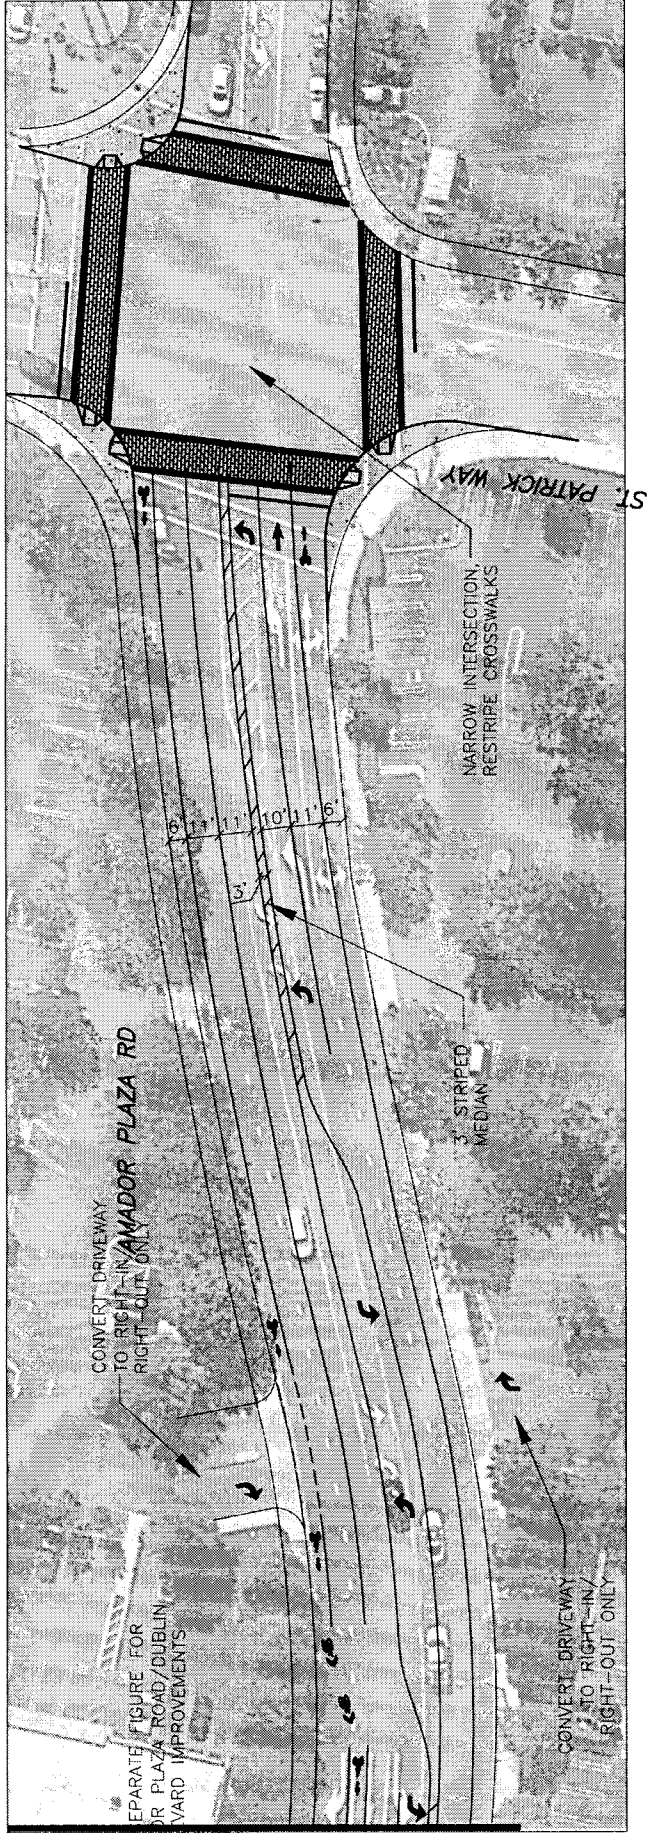 EPARATE FIGURE FOR
OR PLAZA ROAD/DUBLIN
VARD IMPROVEMENTS
CONVERT DRIVEWAY
TO RIGHT-IN/
RIGHT-OUT ONLY
AMADOR PLAZA RD
6' 11' 11' 10' 11' 6'
3'
3' STRIPED
MEDIAN
NARROW INTERSECTION,
RESTRIPE CROSSWALKS
ST. PATRICK WAY
CONVERT DRIVEWAY
TO RIGHT-IN/
RIGHT-OUT ONLY